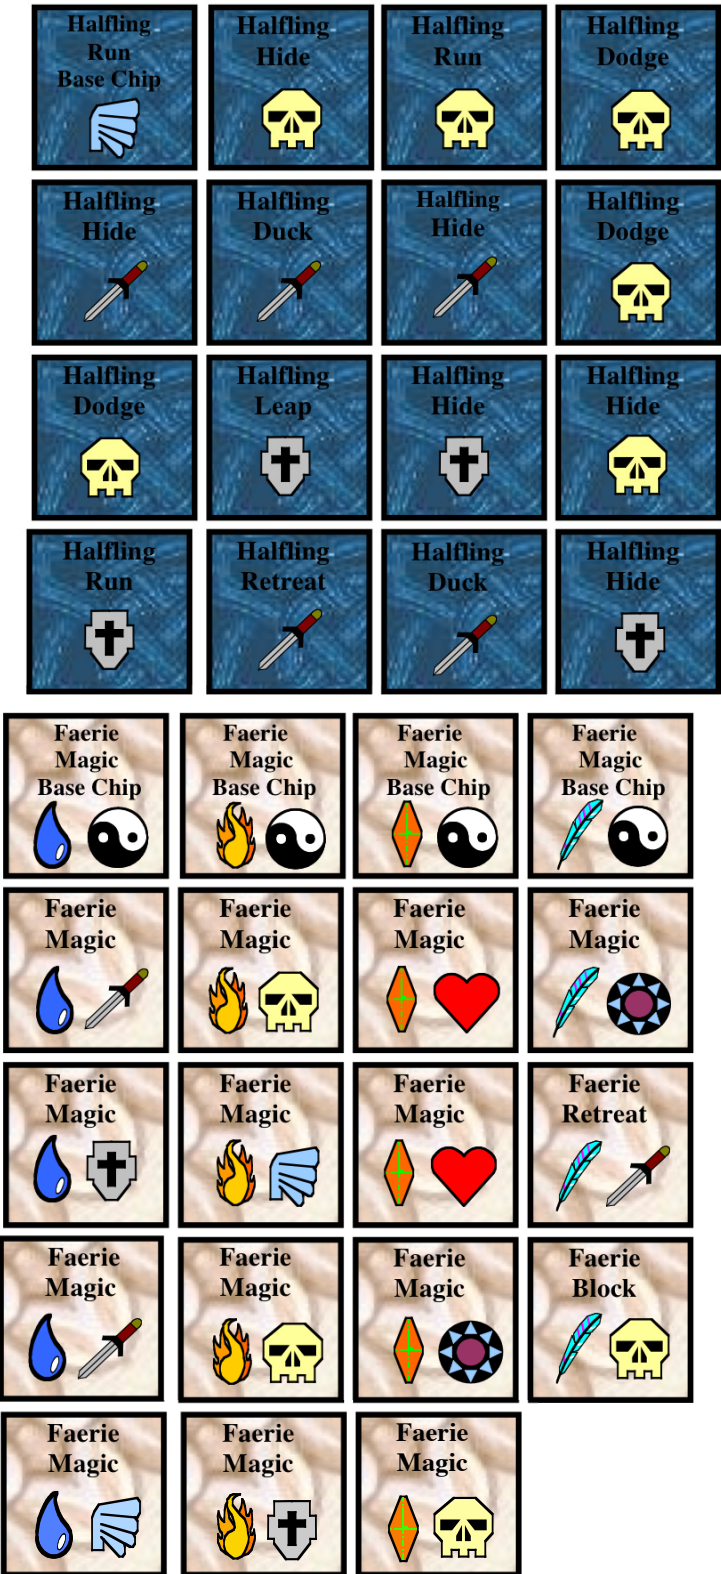 Halfling
Run
Base Chip
Halfling
Hide
Halfling
Run
Halfling
Dodge
Halfling
Hide
Halfling
Duck
Halfling
Hide
Halfling
Dodge
Halfling
Dodge
Halfling
Leap
Halfling
Hide
Halfling
Hide
Halfling
Run
Halfling
Retreat
Halfling
Duck
Halfling
Hide
Faerie
Magic
Base Chip
Faerie
Magic
Base Chip
Faerie
Magic
Base Chip
Faerie
Magic
Base Chip
Faerie
Magic
Faerie
Magic
Faerie
Magic
Faerie
Magic
Faerie
Magic
Faerie
Magic
Faerie
Magic
Faerie
Retreat
Faerie
Magic
Faerie
Magic
Faerie
Magic
Faerie
Block
Faerie
Magic
Faerie
Magic
Faerie
Magic